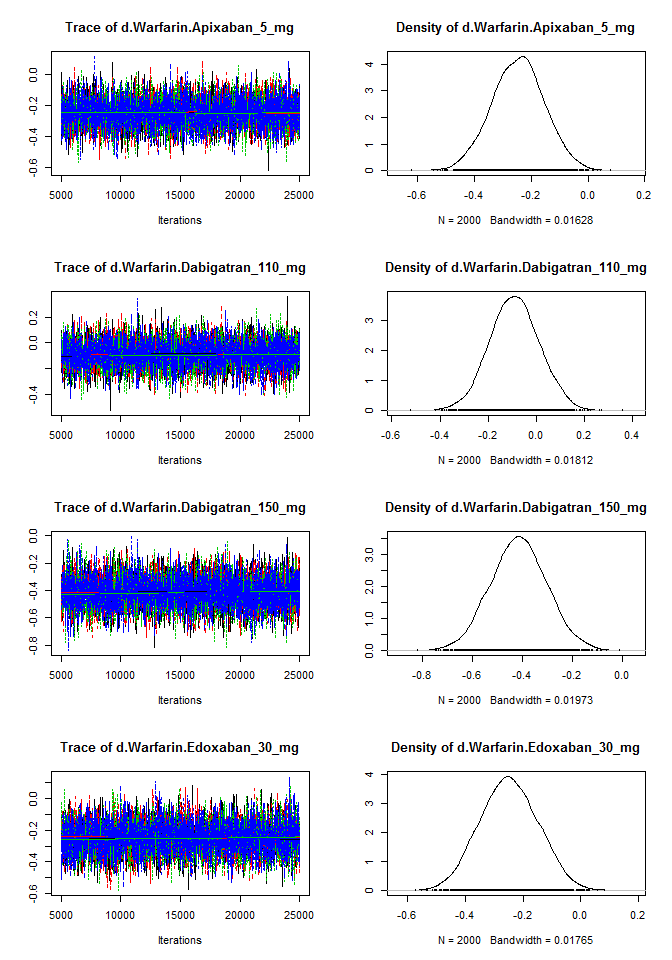 Trace of d.Warfarin.Apixaban_5_mg
Density of d.Warfarin.Apixaban_5_mg
0.0
-0.2
-0.4
-0.6
5000 10000 15000 20000 25000
Iterations
4
3
2
1
0
-0.6 -0.4 -0.2 0.0 0.2
N = 2000 Bandwidth = 0.01628
Trace of d.Warfarin.Dabigatran_110_mg
Density of d.Warfarin.Dabigatran_110_mg
0.2
0.0
-0.4
5000 10000 15000 20000 25000
Iterations
3
2
1
0
-0.6 -0.4 -0.2 0.0 0.2 0.4
N = 2000 Bandwidth = 0.01812
Trace of d.Warfarin.Dabigatran_150_mg
Density of d.Warfarin.Dabigatran_150_mg
0.0
-0.2
-0.4
-0.6
-0.8
5000 10000 15000 20000 25000
Iterations
3.0
2.0
1.0
0.0
-0.8 -0.6 -0.4 -0.2 0.0
N = 2000 Bandwidth = 0.01973
Trace of d.Warfarin.Edoxaban_30_mg
Density of d.Warfarin.Edoxaban_30_mg
0.0
-0.2
-0.4
-0.6
5000 10000 15000 20000 25000
Iterations
4
3
2
1
0
-0.6 -0.4 -0.2 0.0 0.2
N = 2000 Bandwidth = 0.01765